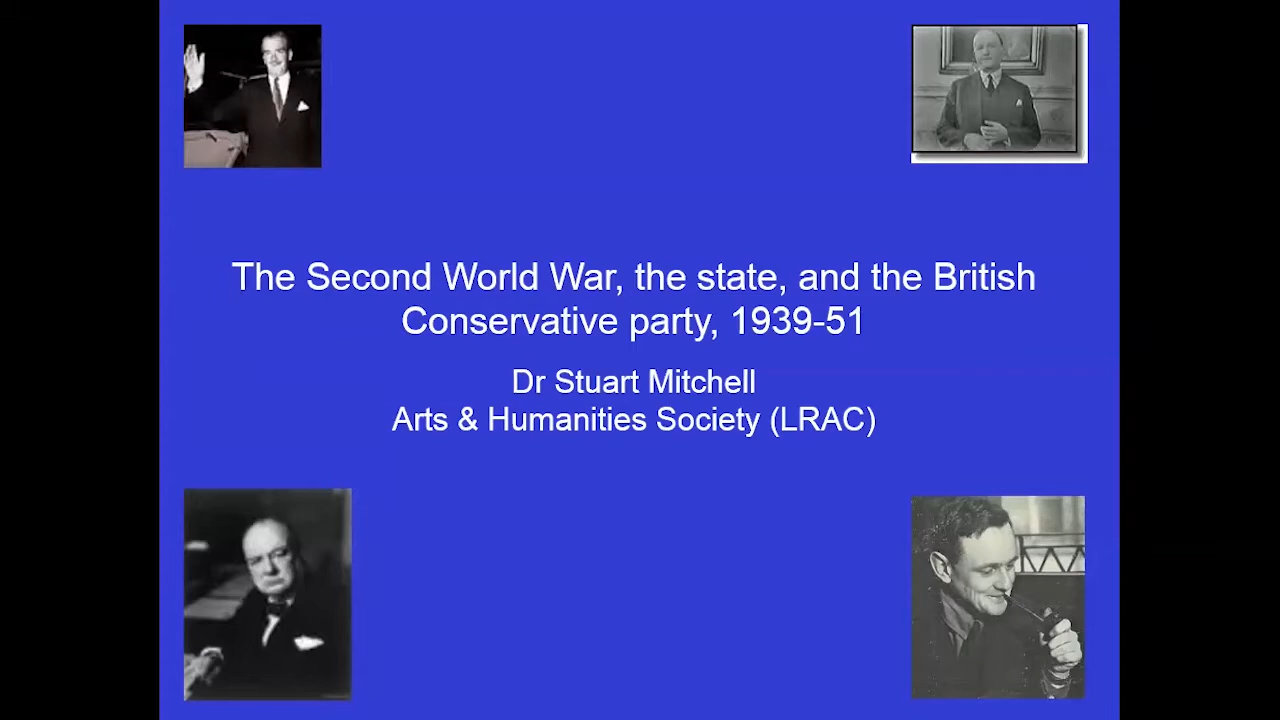 The Second World War, the state, and the British
Conservative party, 1939-51
Dr Stuart Mitchell
Arts & Humanities Society (LRAC)